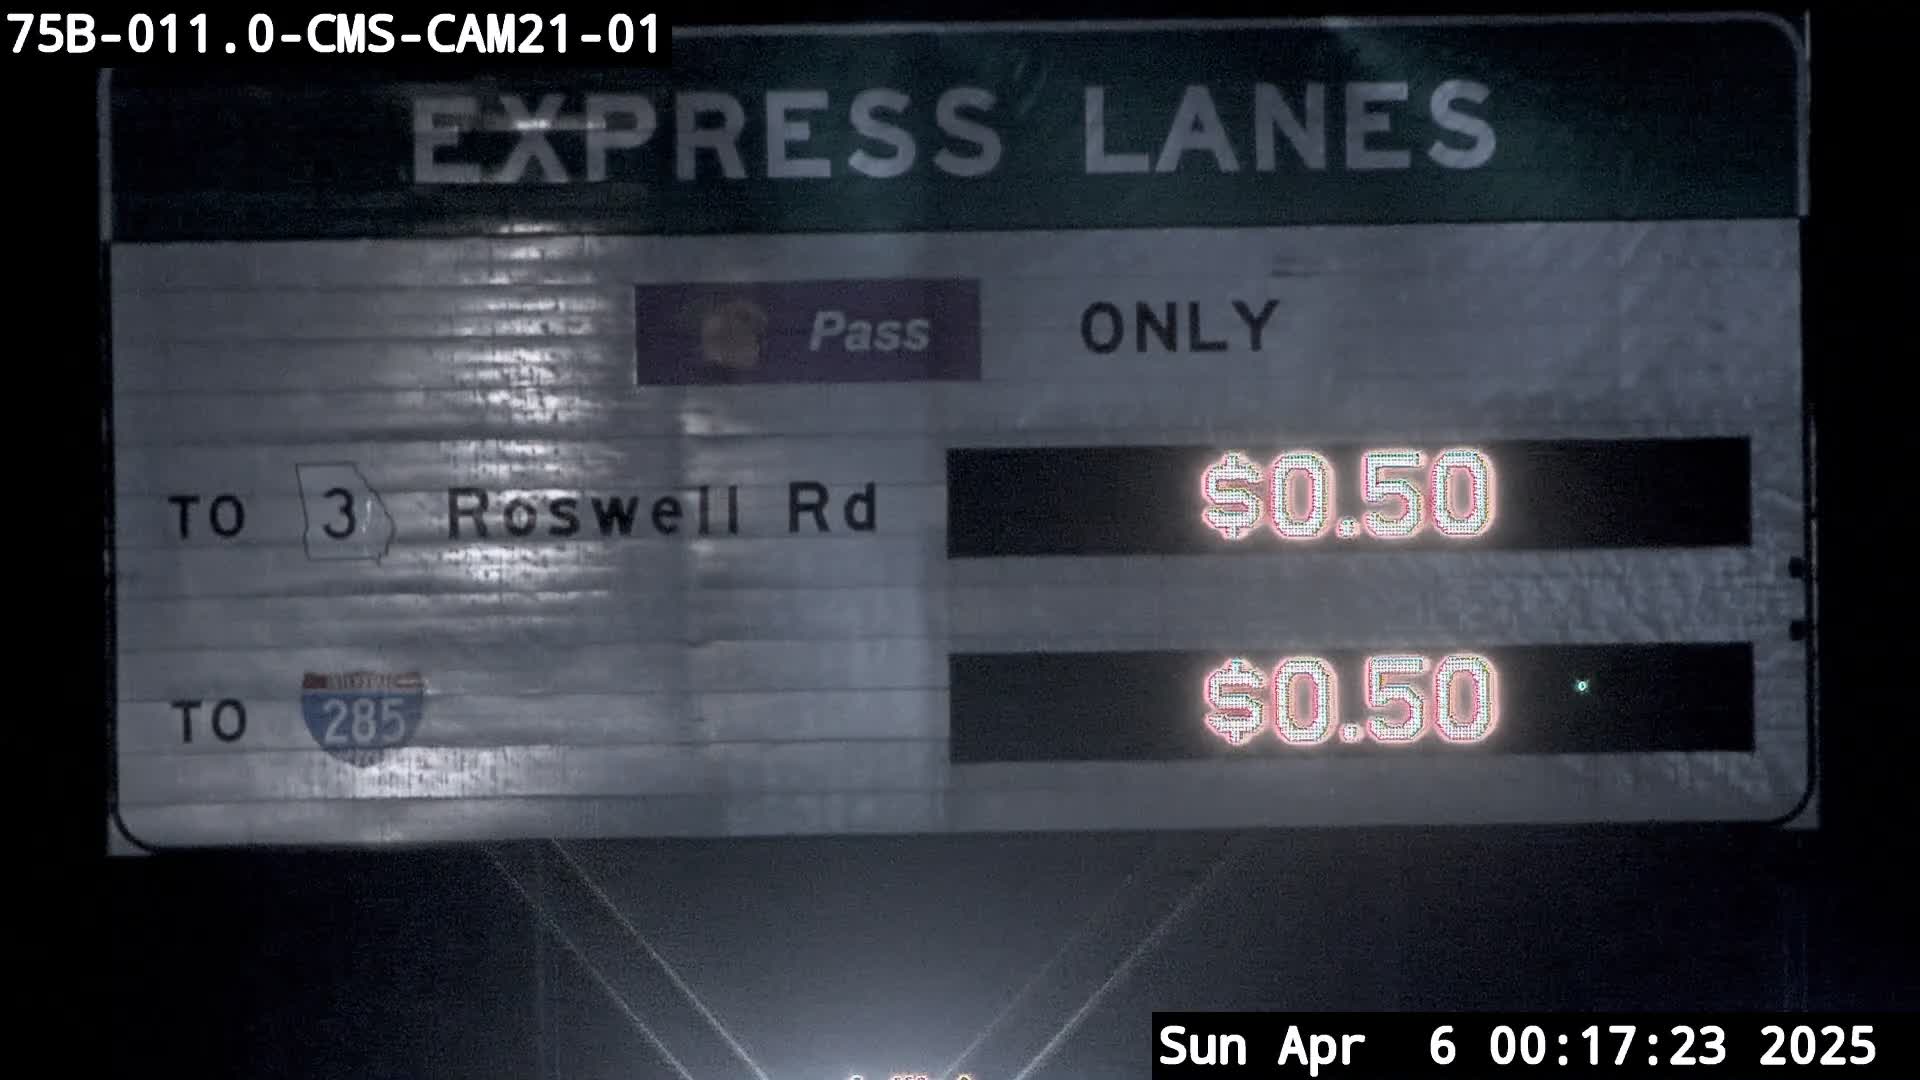 75B-011.0-CMS-CAM21-01
EXPRESS LANES
Pass ONLY
TO 3 Roswell Rd $0.50
TO 285 $0.50
Sun Apr 6 00:17:23 2025